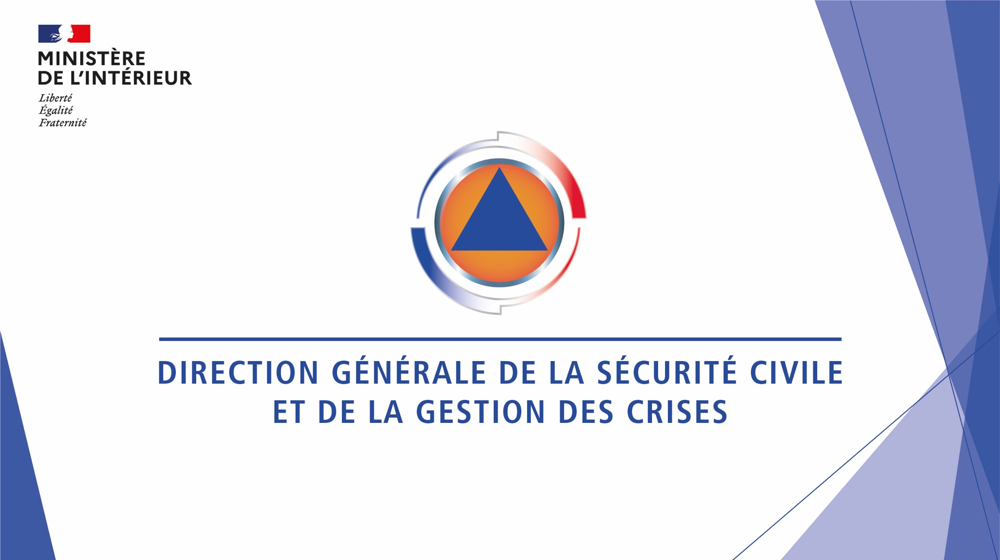 MINISTÈRE
DE L'INTÉRIEUR
Liberté
Égalité
Fraternité
DIRECTION GÉNÉRALE DE LA SÉCURITÉ CIVILE
ET DE LA GESTION DES CRISES